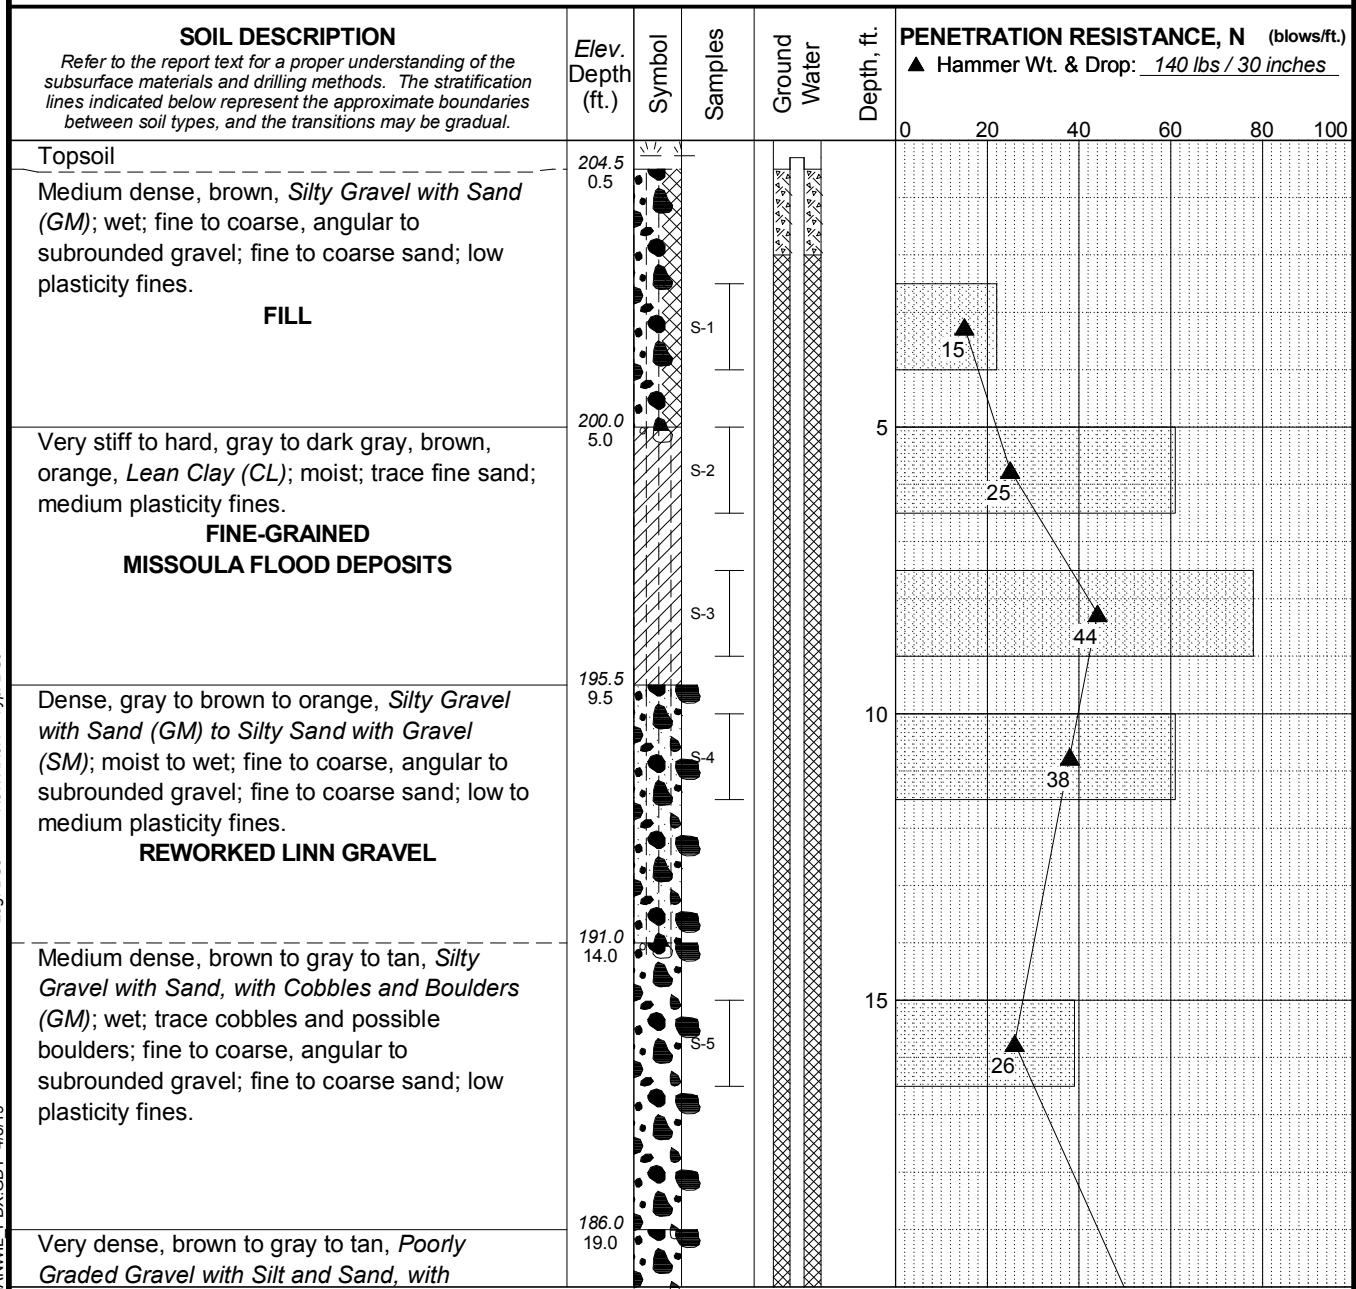 SOIL DESCRIPTION
Refer to the report text for a proper understanding of the
subsurface materials and drilling methods. The stratification
lines indicated below represent the approximate boundaries
between soil types, and the transitions may be gradual.
Elev.
Depth
(ft.)
Symbol
Samples
Ground
Water
Depth, ft.
PENETRATION RESISTANCE, N (blows/ft.)
▲ Hammer Wt. & Drop: 140 lbs / 30 inches
0 20 40 60 80 100
Topsoil
204.5
0.5
Medium dense, brown, Silty Gravel with Sand
(GM); wet; fine to coarse, angular to
subrounded gravel; fine to coarse sand; low
plasticity fines.
FILL
S-1
15
200.0
5.0
5
Very stiff to hard, gray to dark gray, brown,
orange, Lean Clay (CL); moist; trace fine sand;
medium plasticity fines.
FINE-GRAINED
MISSOULA FLOOD DEPOSITS
S-2
25
S-3
44
195.5
9.5
Dense, gray to brown to orange, Silty Gravel
with Sand (GM) to Silty Sand with Gravel
(SM); moist to wet; fine to coarse, angular to
subrounded gravel; fine to coarse sand; low to
medium plasticity fines.
REWORKED LINN GRAVEL
10
S-4
38
191.0
14.0
Medium dense, brown to gray to tan, Silty
Gravel with Sand, with Cobbles and Boulders
(GM); wet; trace cobbles and possible
boulders; fine to coarse, angular to
subrounded gravel; fine to coarse sand; low
plasticity fines.
15
S-5
26
186.0
19.0
Very dense, brown to gray to tan, Poorly
Graded Gravel with Silt and Sand, with